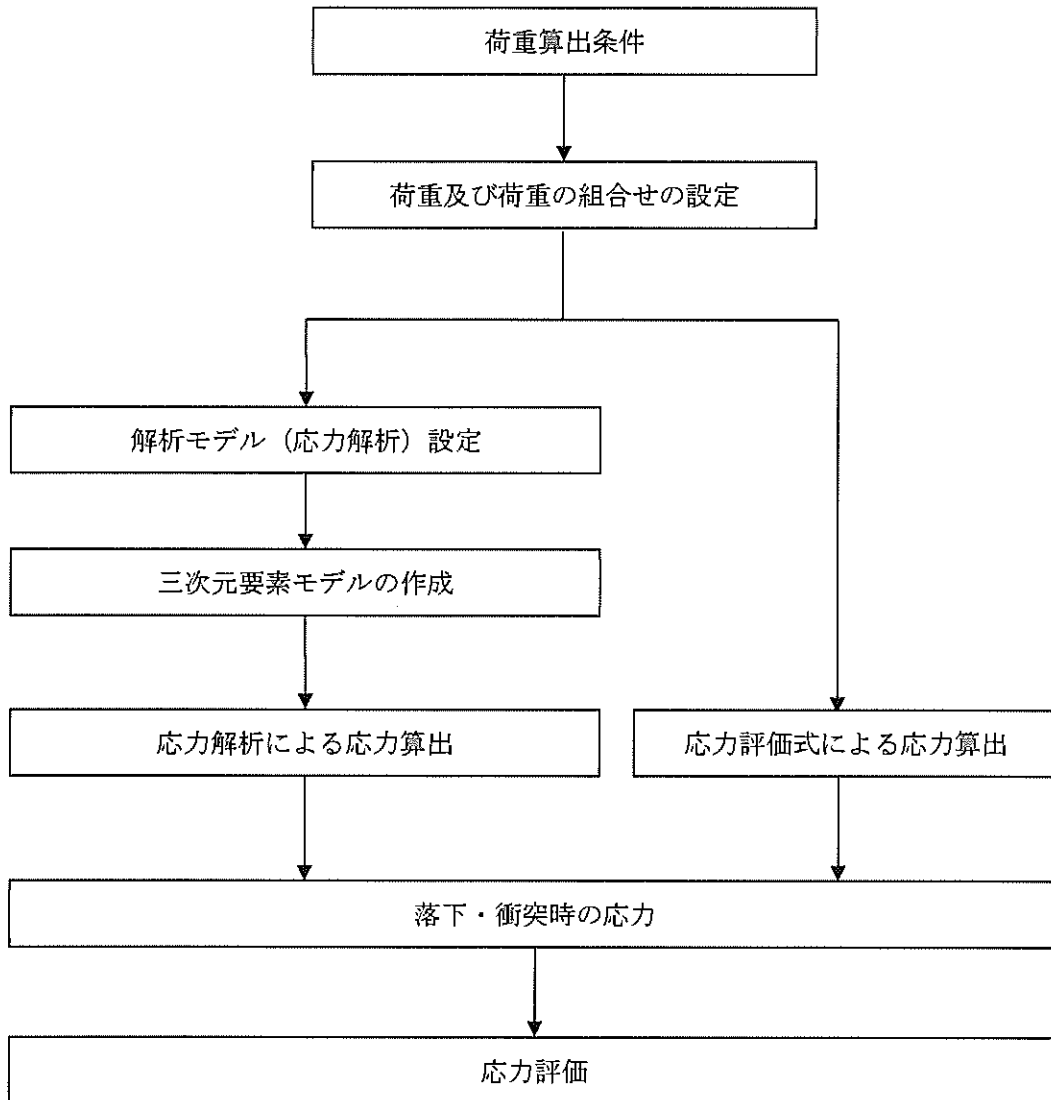 荷重算出条件
荷重及び荷重の組合せの設定
解析モデル（応力解析）設定
三次元要素モデルの作成
応力解析による応力算出
応力評価式による応力算出
落下・衝突時の応力
応力評価